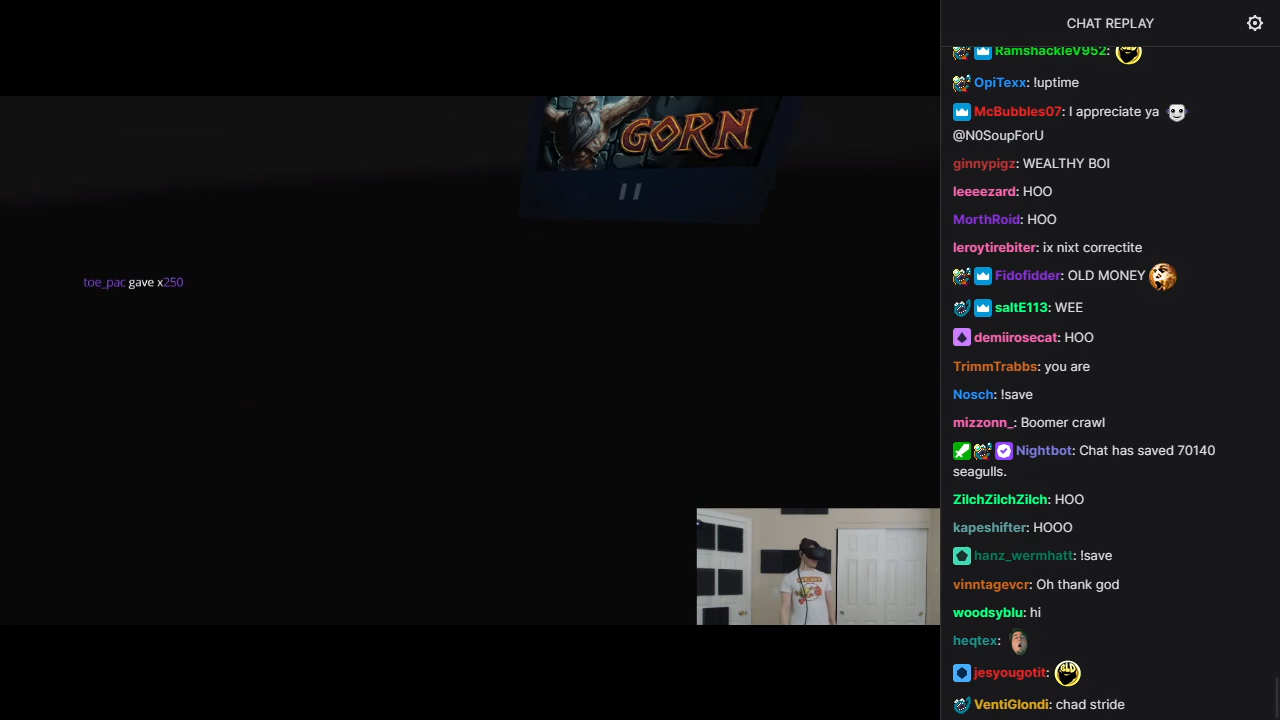 CHAT REPLAY
RamshackleV952:
OpiTexx: !uptime
McBubbles07: I appreciate ya
@N0SoupForU
ginnypigz: WEALTHY BOI
leeeezard: HOO
MorthRoid: HOO
leroytirebiter: ix nixt correctite
Fidofidder: OLD MONEY
saltE113: WEE
demiirosecat: HOO
TrimmTrabbs: you are
Nosch: !save
mizzonn_: Boomer crawl
Nightbot: Chat has saved 70140
seagulls.
ZilchZilchZilch: HOO
kapeshifter: HOOO
hanz_wermhatt: !save
vinntagevcr: Oh thank god
woodsyblu: hi
heqtex:
jesyougotit:
VentiGlondi: chad stride
GORN
toe_pac gave x250